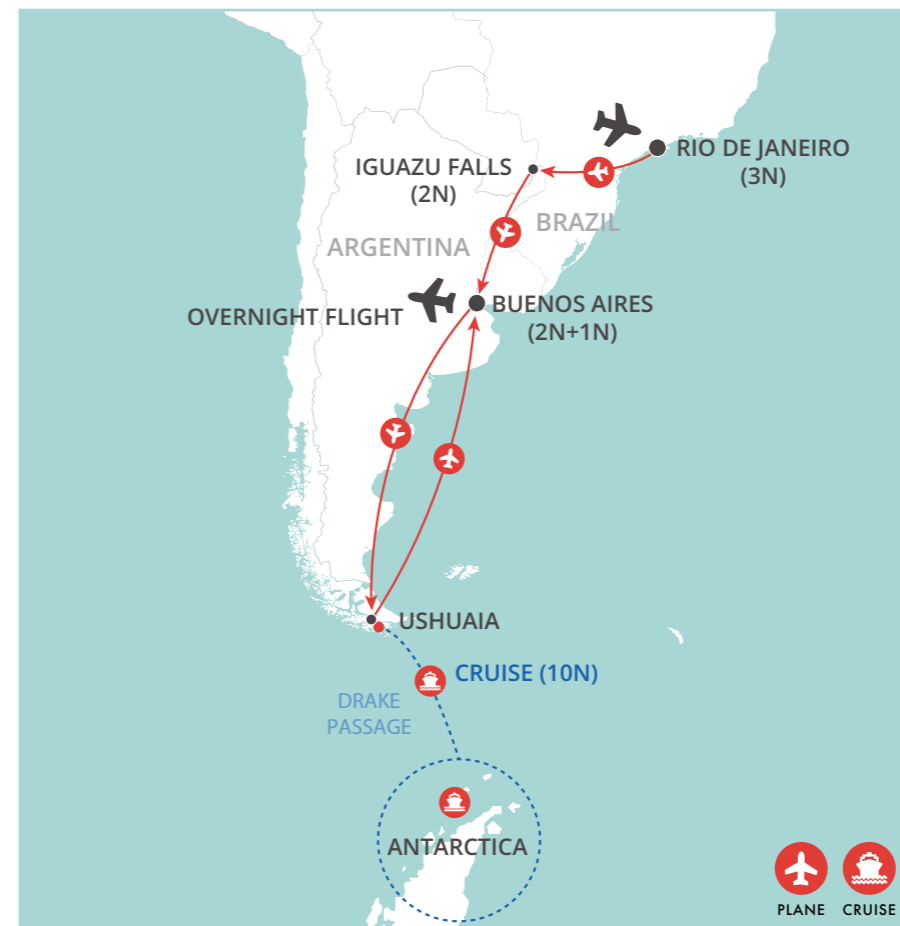 RIO DE JANEIRO
(3N)
IGUAZU FALLS
(2N)
BRAZIL
ARGENTINA
BUENOS AIRES
(2N+1N)
OVERNIGHT FLIGHT
USHUAIA
CRUISE (10N)
DRAKE
PASSAGE
ANTARCTICA
PLANE
CRUISE